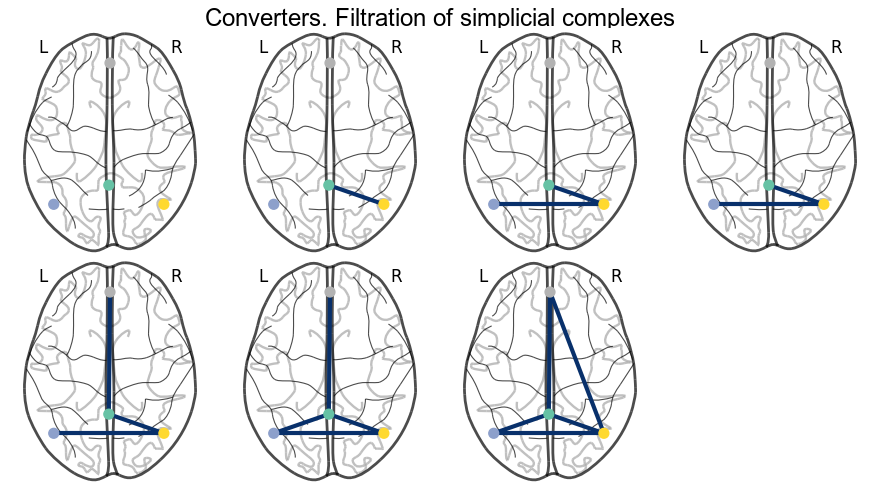 Converters. Filtration of simplicial complexes
L R L R L R L R
L R L R L R